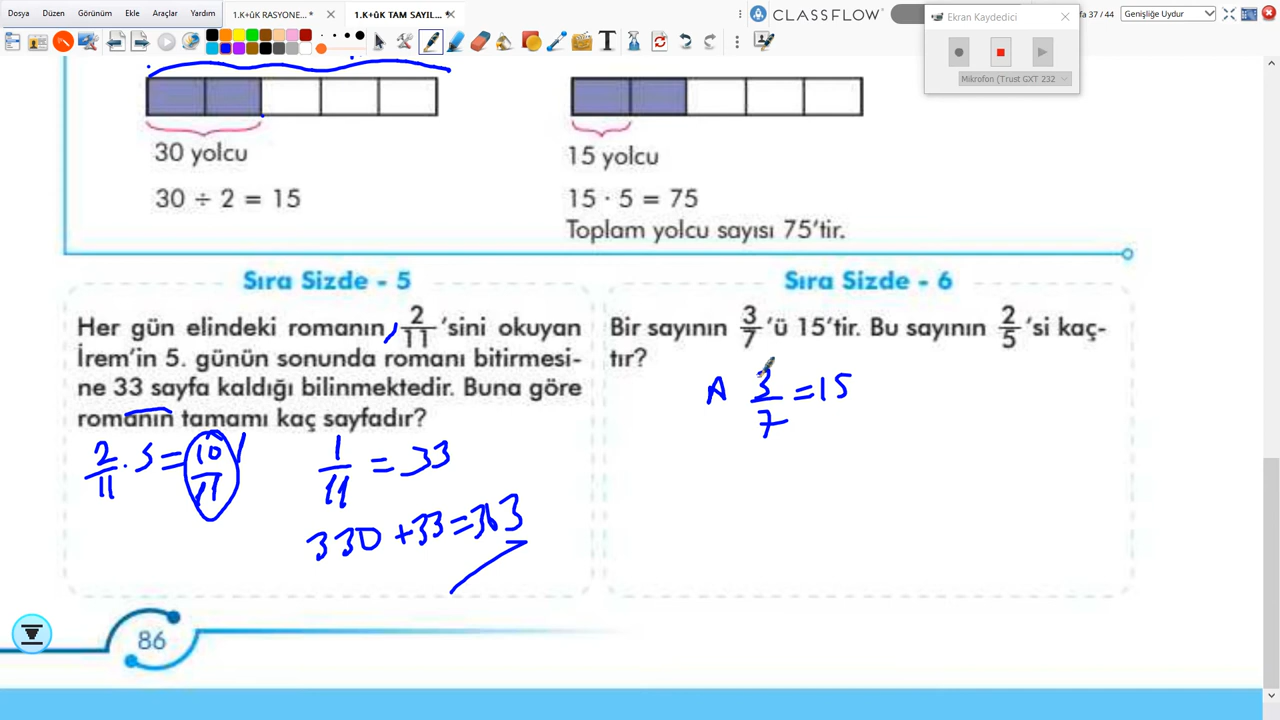 Dosya Düzen Görünüm Ekle Araçlar Yardım
1.K+ûK RASYONE... *
1.K+ûK TAM SAYIL...
CLASSFLOW
Ekran Kaydedici
37 / 44
Genişliğe Uydur
Mikrofon (Trust GXT 232
30 yolcu
30 ÷ 2 = 15
15 yolcu
15 · 5 = 75
Toplam yolcu sayısı 75'tir.
Sıra Sizde - 5
Her gün elindeki romanın 2/11 'sini okuyan
İrem'in 5. günün sonunda romanı bitirmesi-
ne 33 sayfa kaldığı bilinmektedir. Buna göre
romanın tamamı kaç sayfadır?
2/11 . 5 = 10/11
1/11 = 33
330 + 33 = 363
Sıra Sizde - 6
Bir sayının 3/7 'ü 15'tir. Bu sayının 2/5 'si kaç-
tır?
A 3/7 = 15
86